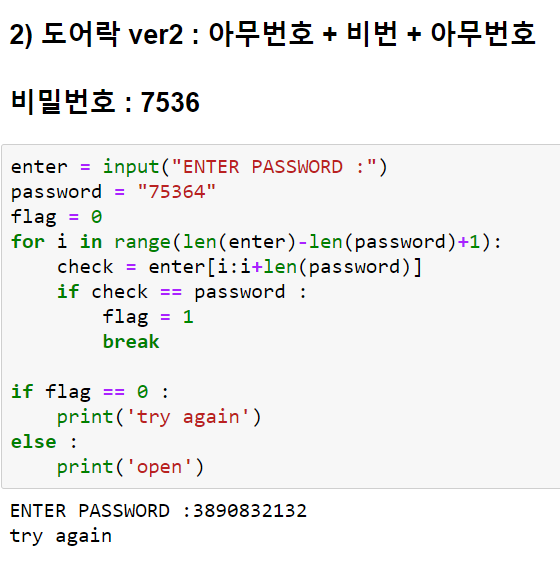 2) 도어락 ver2 : 아무번호 + 비번 + 아무번호
비밀번호 : 7536
enter = input("ENTER PASSWORD :")
password = "75364"
flag = 0
for i in range(len(enter)-len(password)+1):
    check = enter[i:i+len(password)]
    if check == password :
        flag = 1
        break

if flag == 0 :
    print('try again')
else :
    print('open')
ENTER PASSWORD :3890832132
try again